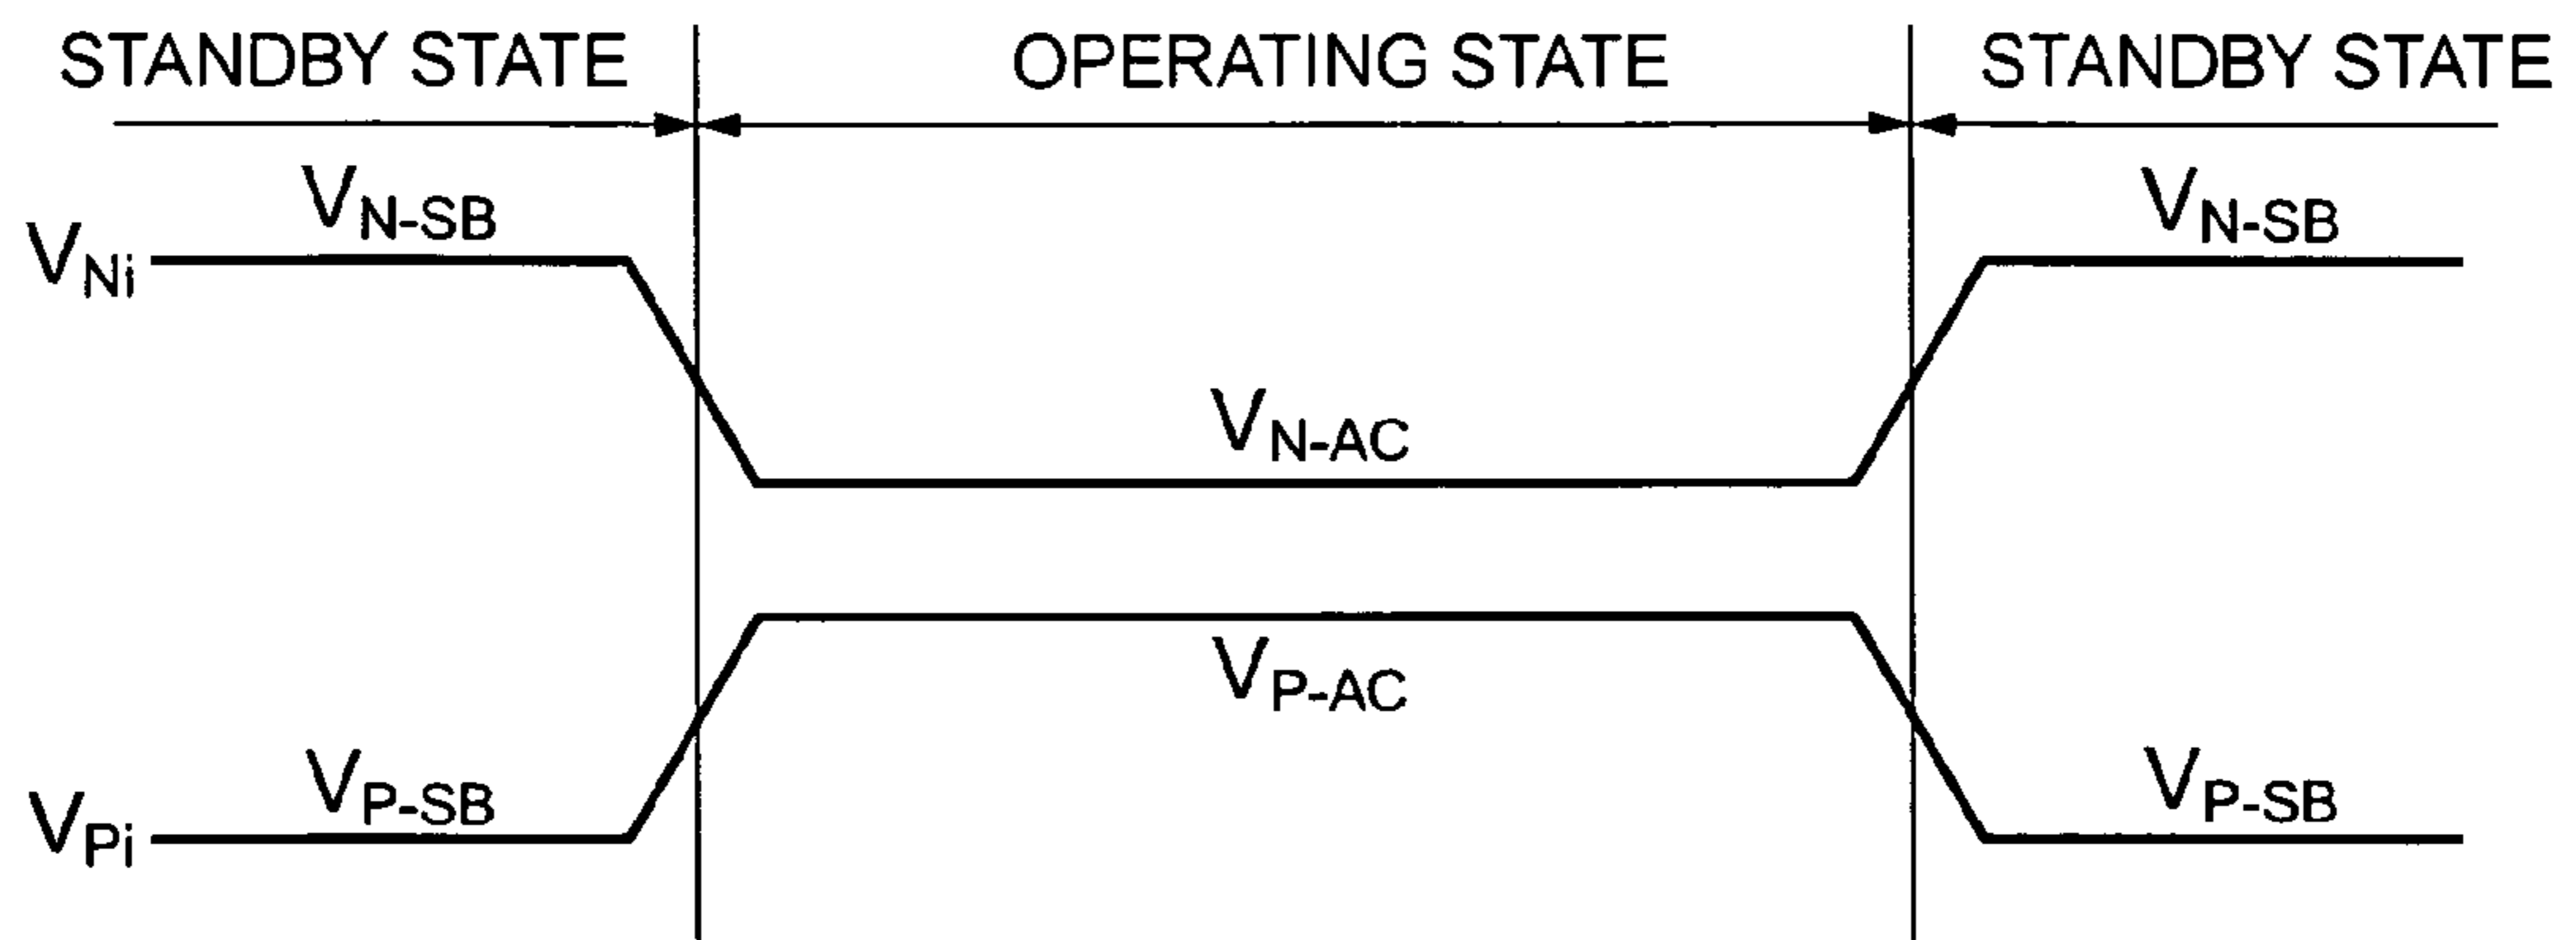 STANDBY STATE OPERATING STATE STANDBY STATE
VN-SB VN-SB
VNi
VN-AC
VP-AC
VP-SB VP-SB
VPi